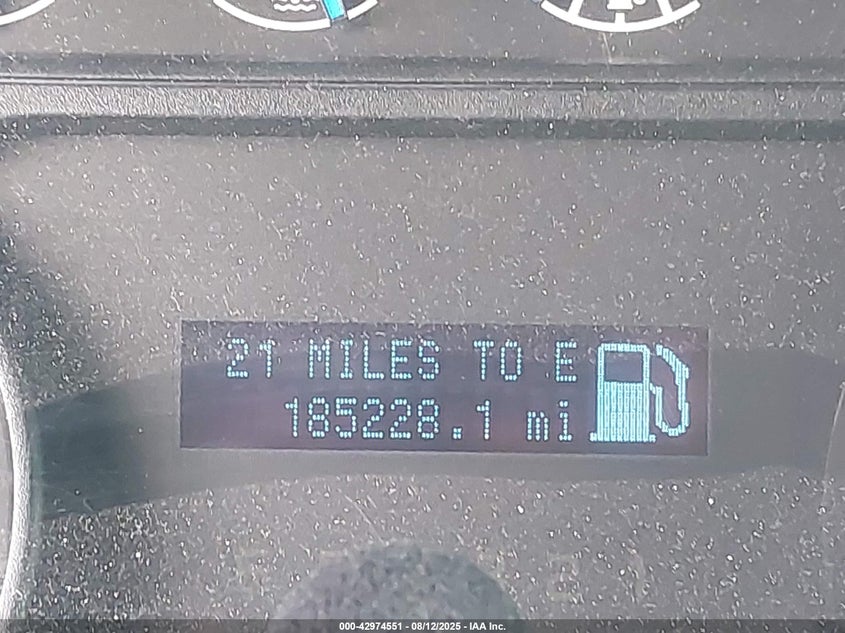 21 MILES TO E
185228.1 mi
000-42974551 - 08/12/2025 - IAA Inc.